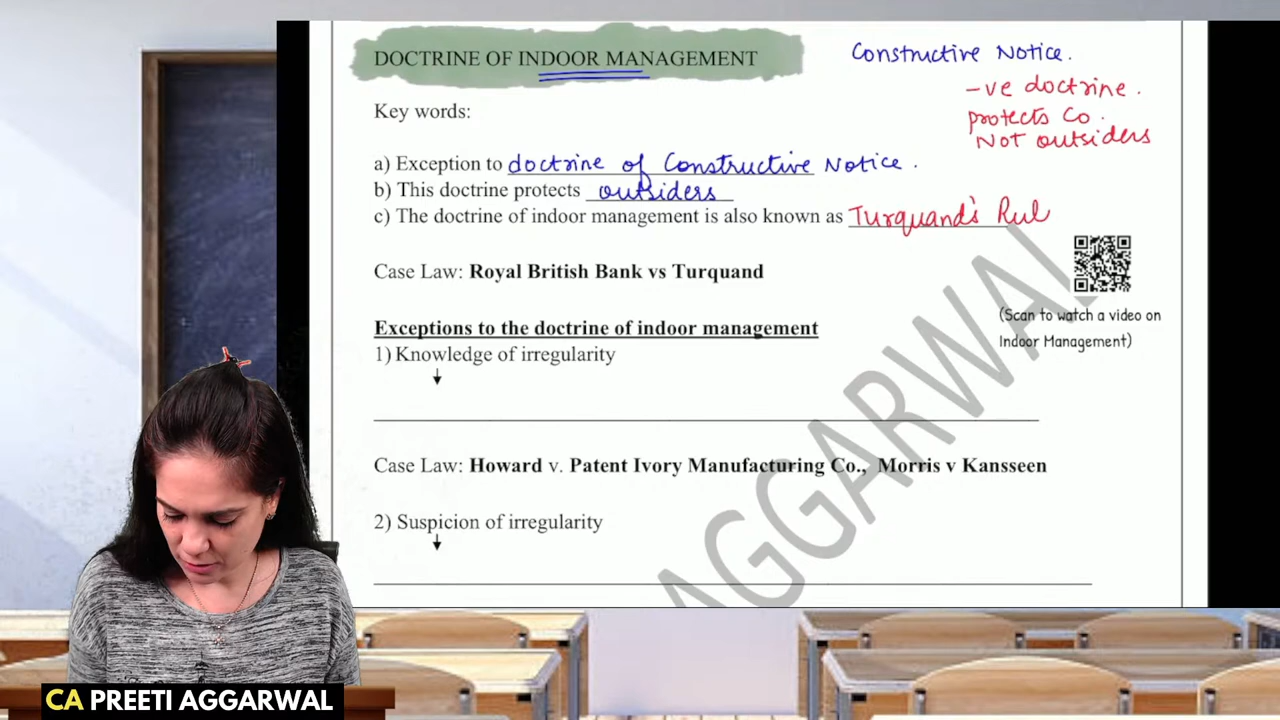 DOCTRINE OF INDOOR MANAGEMENT
Constructive Notice.
-ve doctrine.
protects Co.
Not outsiders
Key words:
a) Exception to doctrine of Constructive Notice.
b) This doctrine protects outsiders
c) The doctrine of indoor management is also known as Turquand's Rul
Case Law: Royal British Bank vs Turquand
(Scan to watch a video on
Indoor Management)
Exceptions to the doctrine of indoor management
1) Knowledge of irregularity
Case Law: Howard v. Patent Ivory Manufacturing Co., Morris v Kansseen
2) Suspicion of irregularity
AGGARWAL
CA PREETI AGGARWAL